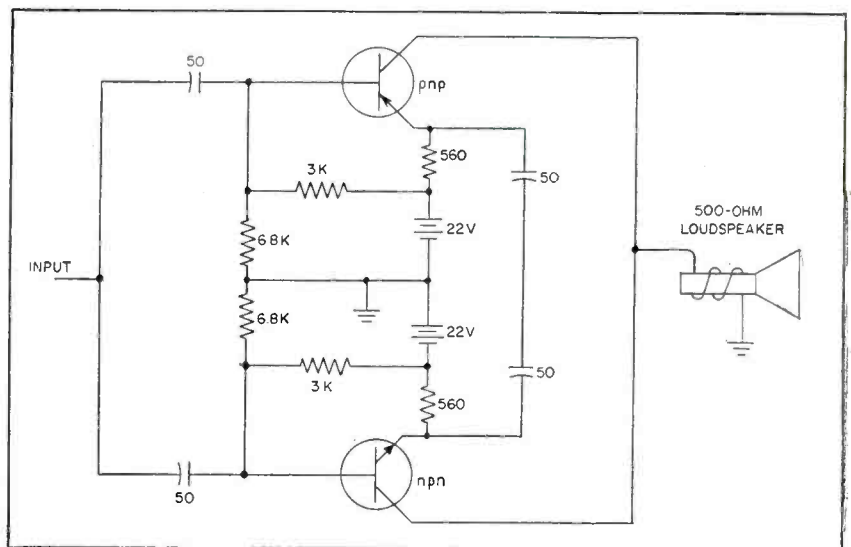 50
pnp
560
3K
50
500-OHM
LOUDSPEAKER
6.8K
22V
INPUT
6.8K
22V
3K
50
560
npn
50